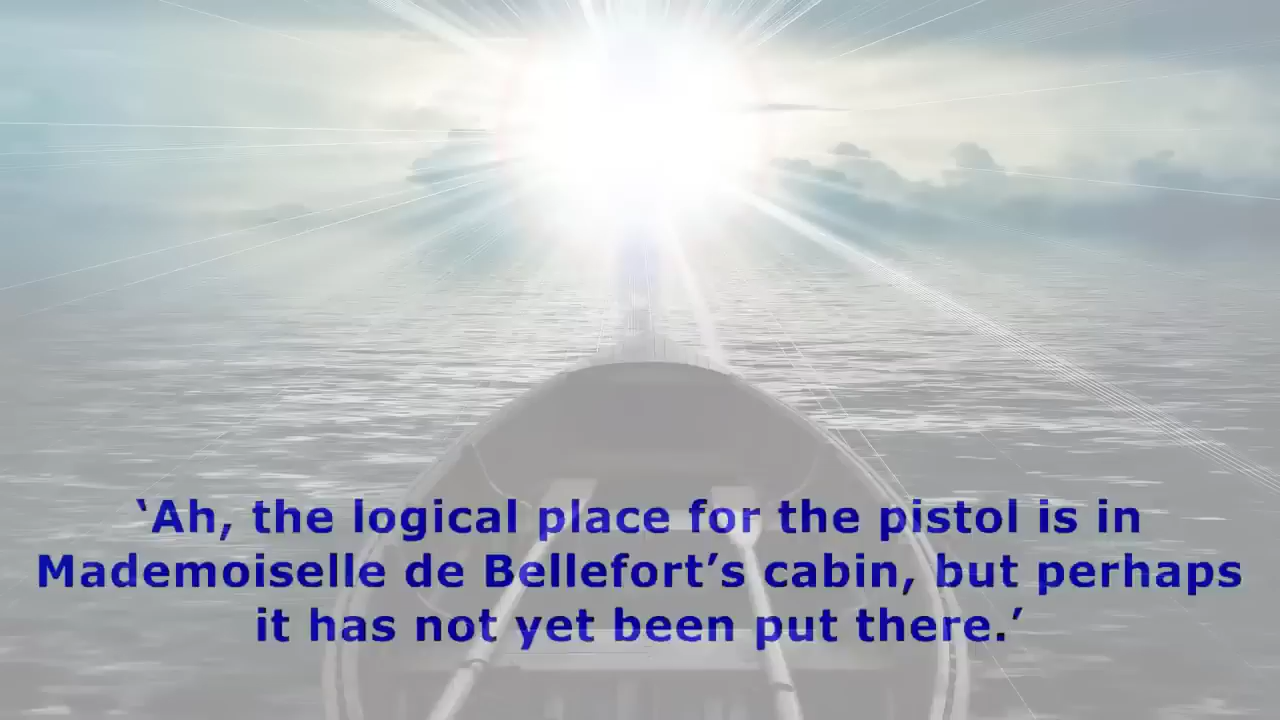 ‘Ah, the logical place for the pistol is in
Mademoiselle de Bellefort’s cabin, but perhaps
it has not yet been put there.’